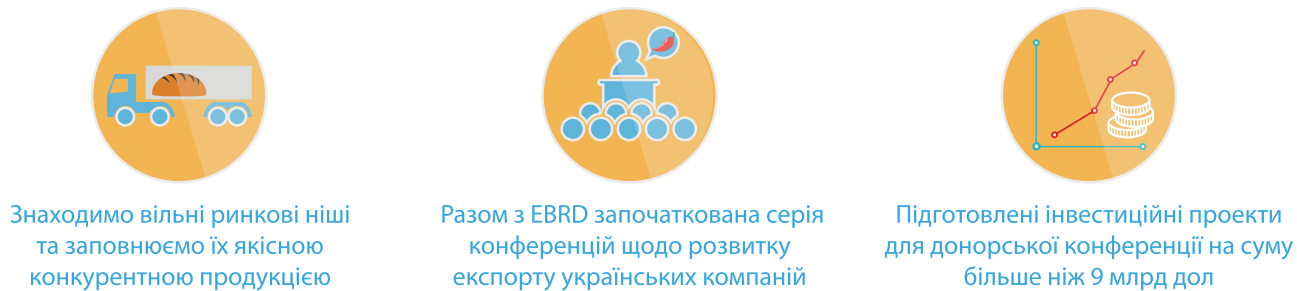 Знаходимо вільні ринкові ніші
та заповнюємо їх якісною
конкурентною продукцією
Разом з EBRD започаткована серія
конференцій щодо розвитку
експорту українських компаній
Підготовлені інвестиційні проекти
для донорської конференції на суму
більше ніж 9 млрд дол